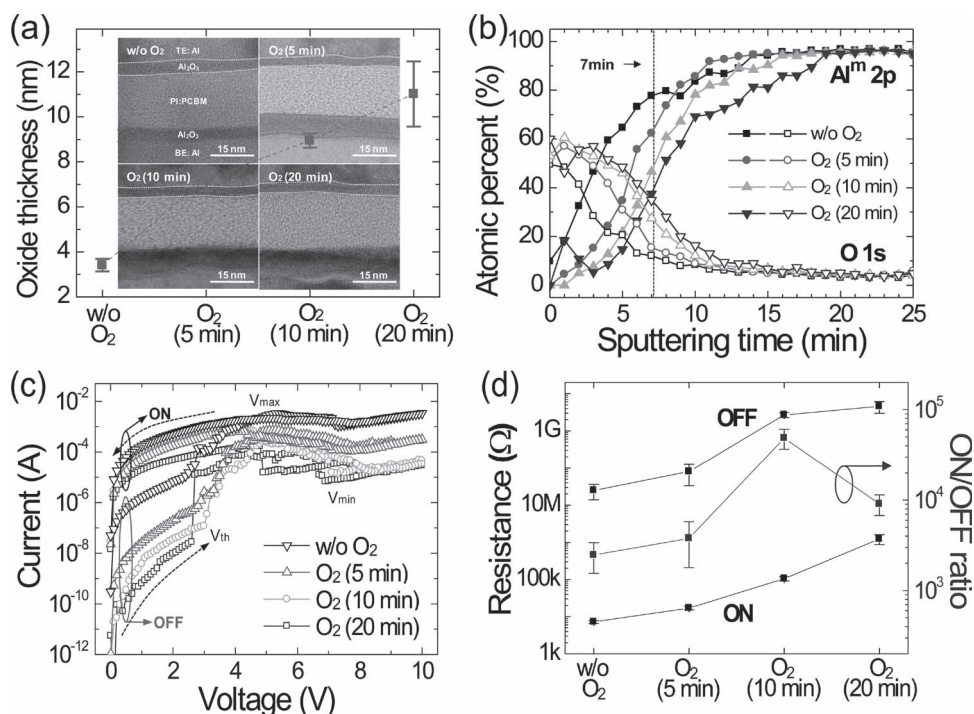 (a)
Oxide thickness (nm)
12
10
8
6
4
2
w/o O₂
TE: Al
Al₂O₃
PI:PCBM
Al₂O₃
BE: Al
15 nm
O₂ (5 min)
15 nm
O₂ (10 min)
15 nm
O₂ (20 min)
15 nm
w/o O₂
O₂ (5 min)
O₂ (10 min)
O₂ (20 min)
(b)
Atomic percent (%)
100
80
60
40
20
0
7min
Alᵐ 2p
w/o O₂
O₂ (5 min)
O₂ (10 min)
O₂ (20 min)
O 1s
0 5 10 15 20 25
Sputtering time (min)
(c)
Current (A)
10⁻²
10⁻⁴
10⁻⁶
10⁻⁸
10⁻¹⁰
10⁻¹²
ON
Vmax
Vmin
Vth
w/o O₂
O₂ (5 min)
O₂ (10 min)
O₂ (20 min)
OFF
0 2 4 6 8 10
Voltage (V)
(d)
Resistance (Ω)
1G
10M
100k
1k
OFF
ON
10⁵
10⁴
10³
ON/OFF ratio
w/o O₂
O₂ (5 min)
O₂ (10 min)
O₂ (20 min)